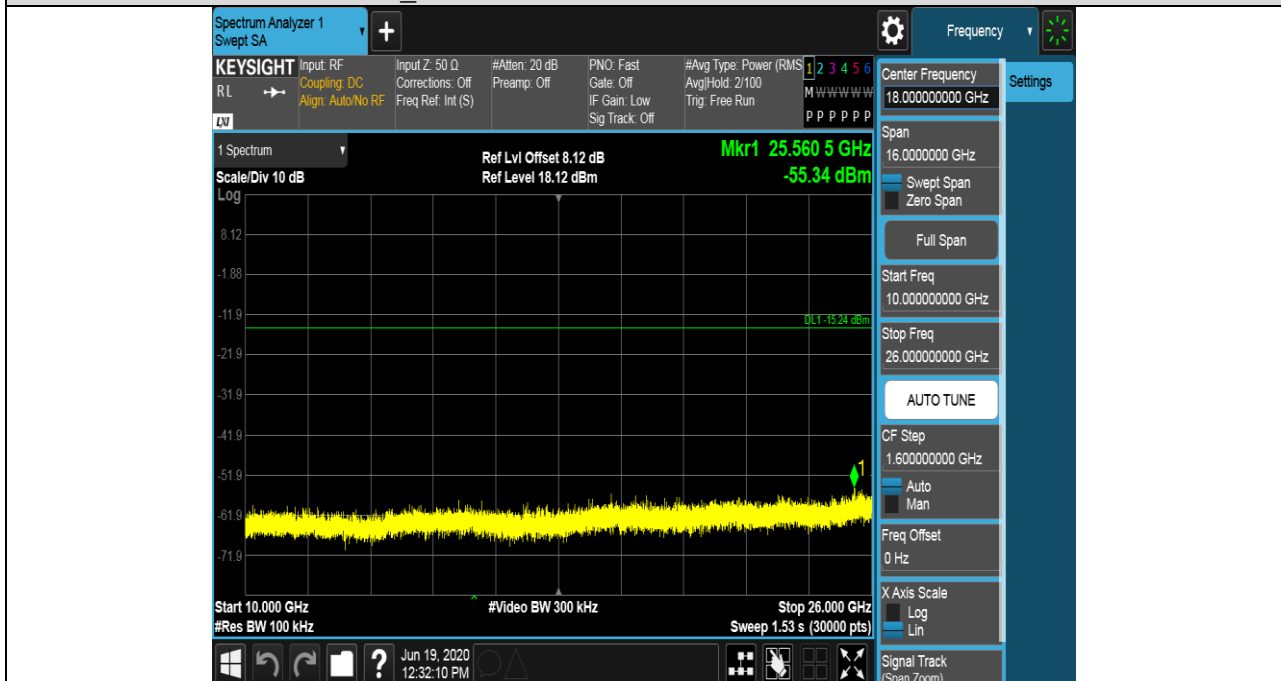 Spectrum Analyzer 1
Swept SA
+
Frequency
KEYSIGHT
RL
LXI
Input: RF
Coupling: DC
Align: Auto/No RF
Input Z: 50 Ω
Corrections: Off
Freq Ref: Int (S)
#Atten: 20 dB
Preamp: Off
PNO: Fast
Gate: Off
IF Gain: Low
Sig Track: Off
#Avg Type: Power (RMS
Avg|Hold: 2/100
Trig: Free Run
1 2 3 4 5 6
M W W W W W
P P P P P P
1 Spectrum
Scale/Div 10 dB
Ref Lvl Offset 8.12 dB
Ref Level 18.12 dBm
Mkr1 25.560 5 GHz
-55.34 dBm
Log
8.12
-1.88
-11.9
DL1 -15.24 dBm
-21.9
-31.9
-41.9
-51.9
1
-61.9
-71.9
Start 10.000 GHz
#Res BW 100 kHz
#Video BW 300 kHz
Stop 26.000 GHz
Sweep 1.53 s (30000 pts)
Center Frequency
18.000000000 GHz
Settings
Span
16.0000000 GHz
Swept Span
Zero Span
Full Span
Start Freq
10.000000000 GHz
Stop Freq
26.000000000 GHz
AUTO TUNE
CF Step
1.600000000 GHz
Auto
Man
Freq Offset
0 Hz
X Axis Scale
Log
Lin
Signal Track
(Span Zoom)
?
Jun 19, 2020
12:32:10 PM